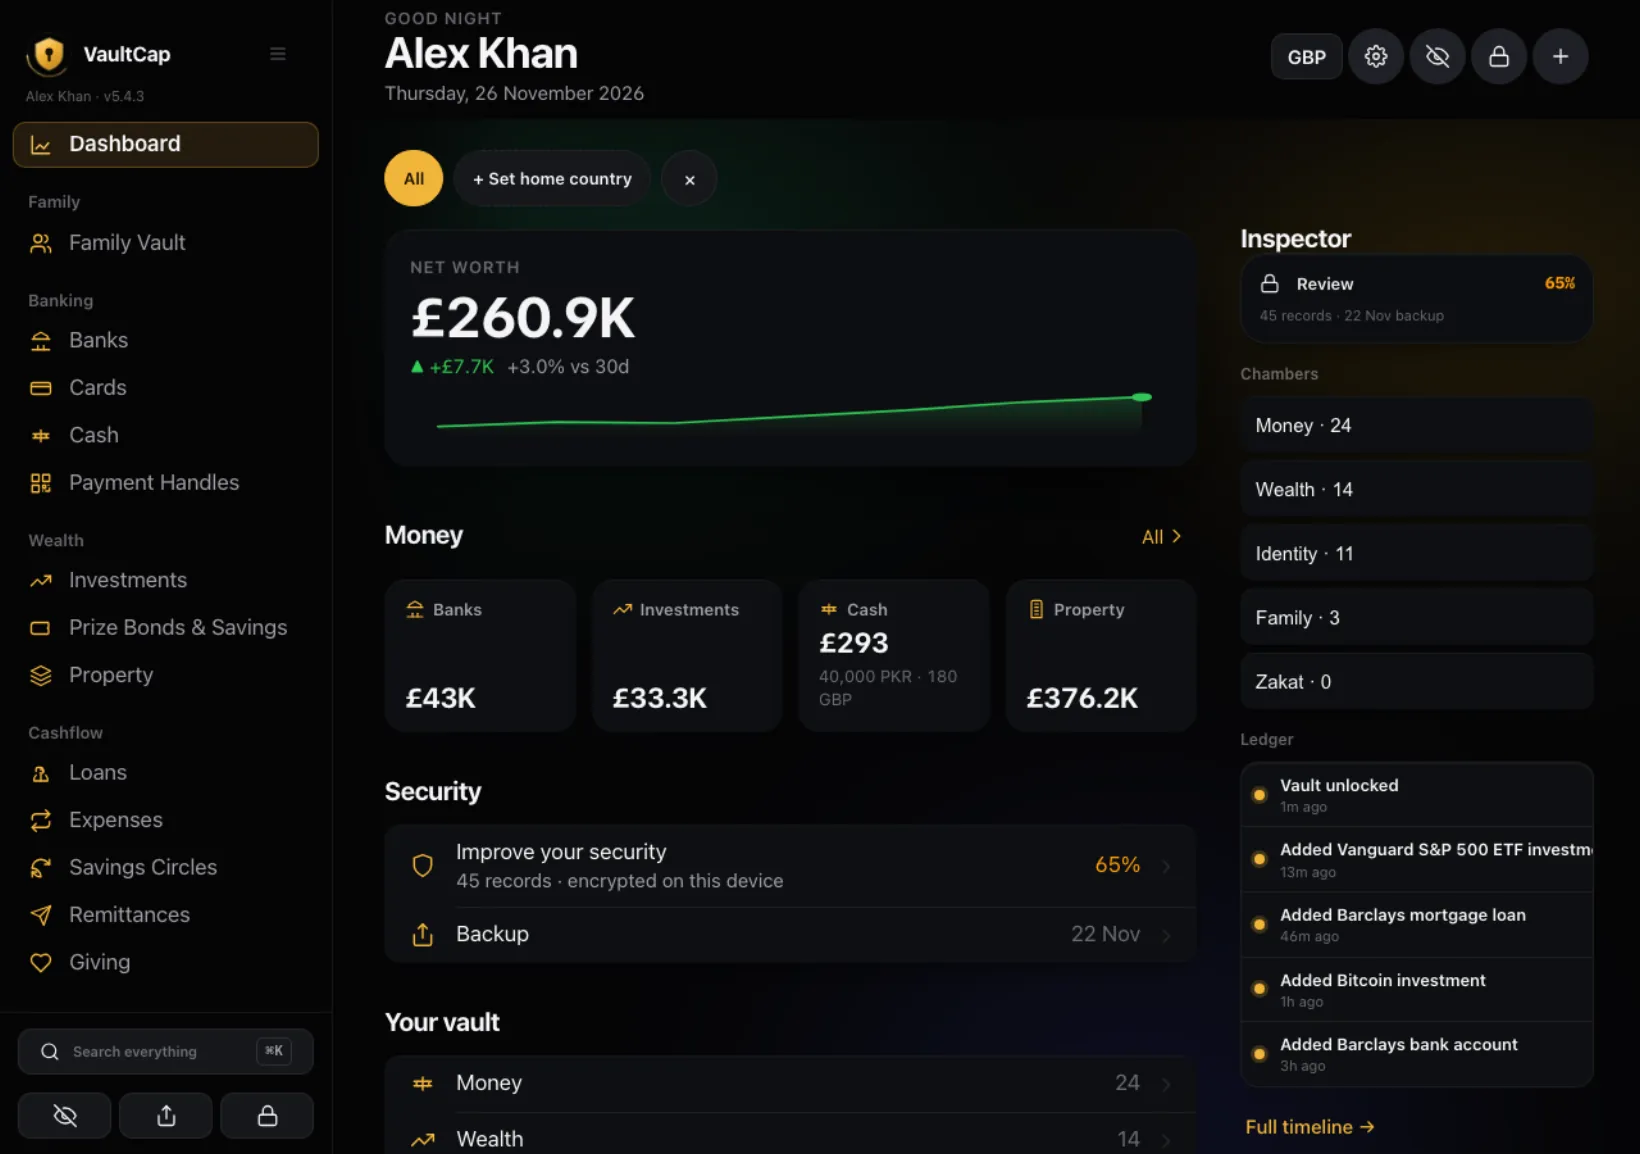 VaultCap
Alex Khan · v5.4.3
Dashboard
Family
Family Vault
Banking
Banks
Cards
Cash
Payment Handles
Wealth
Investments
Prize Bonds & Savings
Property
Cashflow
Loans
Expenses
Savings Circles
Remittances
Giving
Search everything
⌘K
GOOD NIGHT
Alex Khan
Thursday, 26 November 2026
GBP
All
+ Set home country
×
NET WORTH
£260.9K
▲ +£7.7K +3.0% vs 30d
Money
All >
Banks
£43K
Investments
£33.3K
Cash
£293
40,000 PKR · 180
GBP
Property
£376.2K
Security
Improve your security
45 records · encrypted on this device
65%
Backup
22 Nov
Your vault
Money
24
Wealth
14
Inspector
Review
65%
45 records · 22 Nov backup
Chambers
Money · 24
Wealth · 14
Identity · 11
Family · 3
Zakat · 0
Ledger
Vault unlocked
1m ago
Added Vanguard S&P 500 ETF investm
13m ago
Added Barclays mortgage loan
46m ago
Added Bitcoin investment
1h ago
Added Barclays bank account
3h ago
Full timeline →